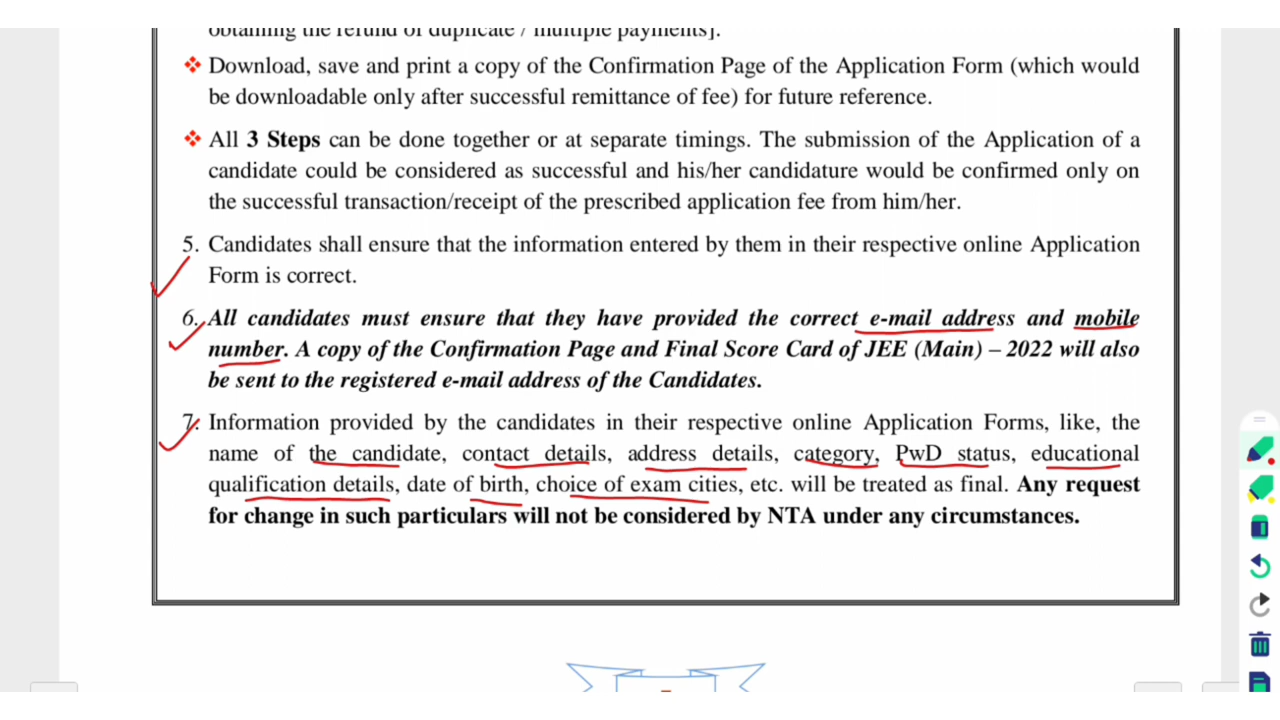 obtaining the refund of duplicate / multiple payments].
❖ Download, save and print a copy of the Confirmation Page of the Application Form (which would
be downloadable only after successful remittance of fee) for future reference.
❖ All 3 Steps can be done together or at separate timings. The submission of the Application of a
candidate could be considered as successful and his/her candidature would be confirmed only on
the successful transaction/receipt of the prescribed application fee from him/her.
5. Candidates shall ensure that the information entered by them in their respective online Application
Form is correct.
6. All candidates must ensure that they have provided the correct e-mail address and mobile
number. A copy of the Confirmation Page and Final Score Card of JEE (Main) – 2022 will also
be sent to the registered e-mail address of the Candidates.
7. Information provided by the candidates in their respective online Application Forms, like, the
name of the candidate, contact details, address details, category, PwD status, educational
qualification details, date of birth, choice of exam cities, etc. will be treated as final. Any request
for change in such particulars will not be considered by NTA under any circumstances.